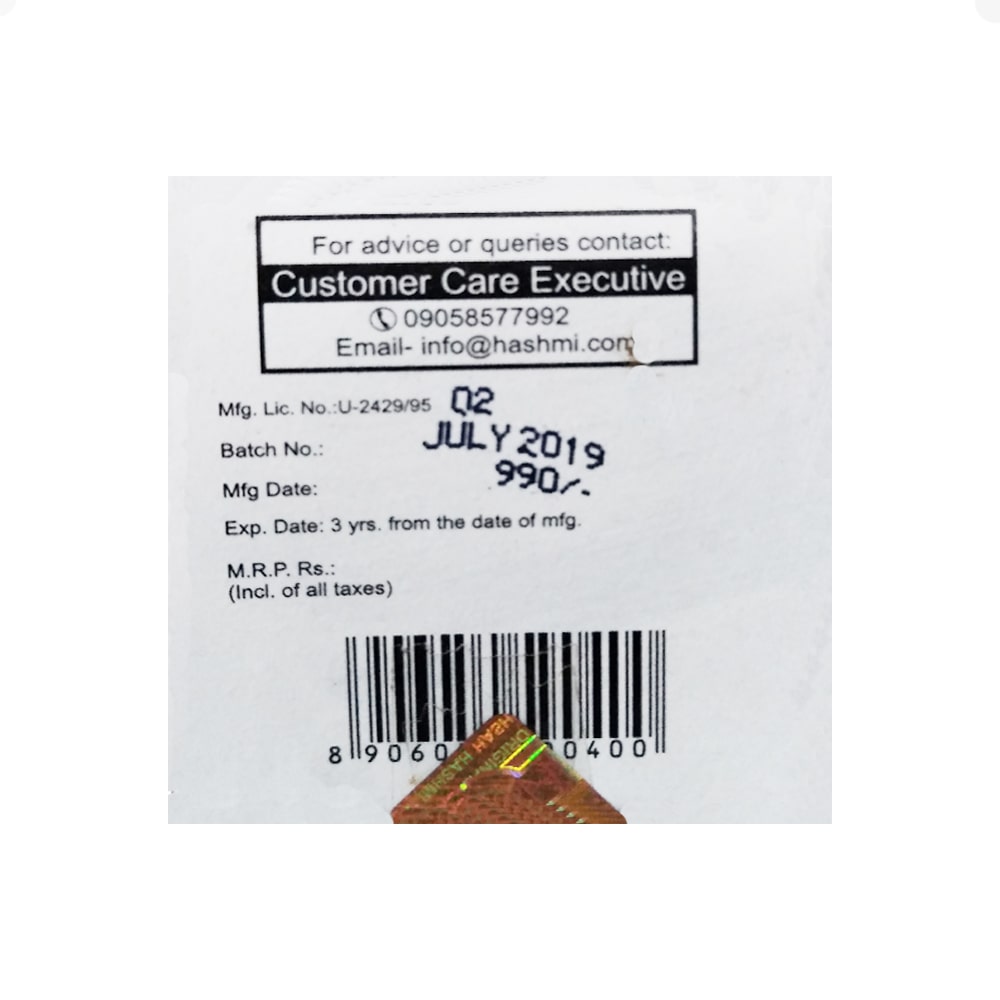 For advice or queries contact:
Customer Care Executive
09058577992
Email- info@hashmi.com
Mfg. Lic. No.:U-2429/95 Q2
Batch No.: JULY 2019
Mfg Date: 990/-
Exp. Date: 3 yrs. from the date of mfg.
M.R.P. Rs.:
(Incl. of all taxes)
8 9060 0400
HASHMI